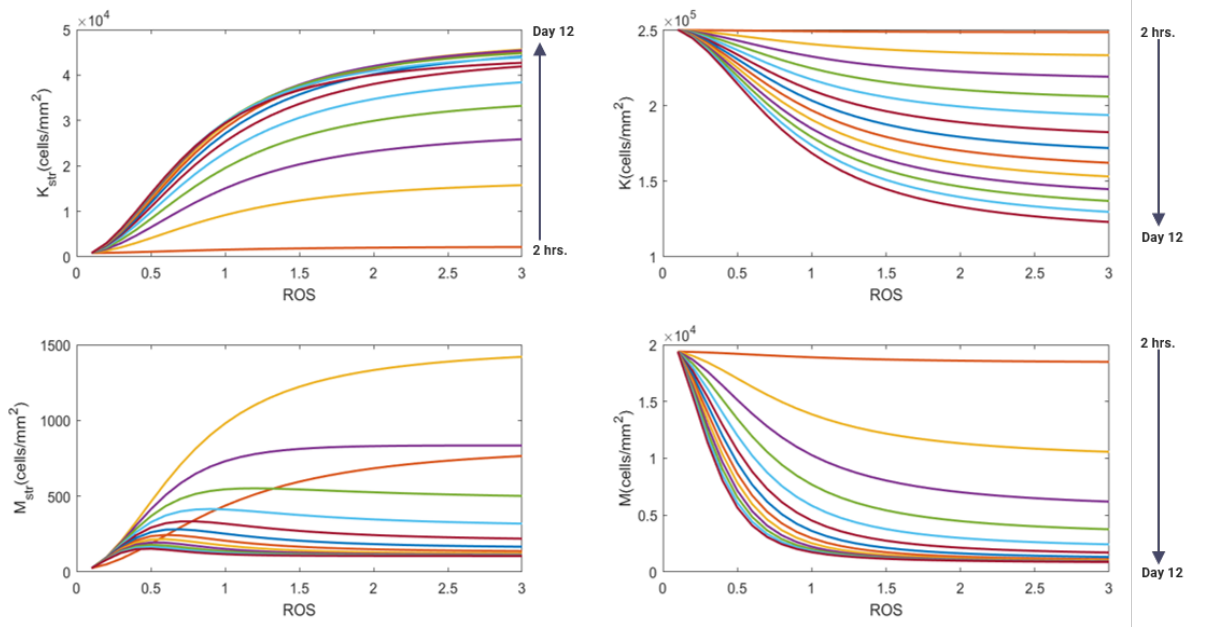 ×10⁴
5
4
3
2
1
0
K_str(cells/mm²)
0 0.5 1 1.5 2 2.5 3
ROS
Day 12
2 hrs.
×10⁵
2.5
2
1.5
1
K(cells/mm²)
0 0.5 1 1.5 2 2.5 3
ROS
2 hrs.
Day 12
1500
1000
500
0
M_str(cells/mm²)
0 0.5 1 1.5 2 2.5 3
ROS
×10⁴
2
1.5
1
0.5
0
M(cells/mm²)
0 0.5 1 1.5 2 2.5 3
ROS
2 hrs.
Day 12